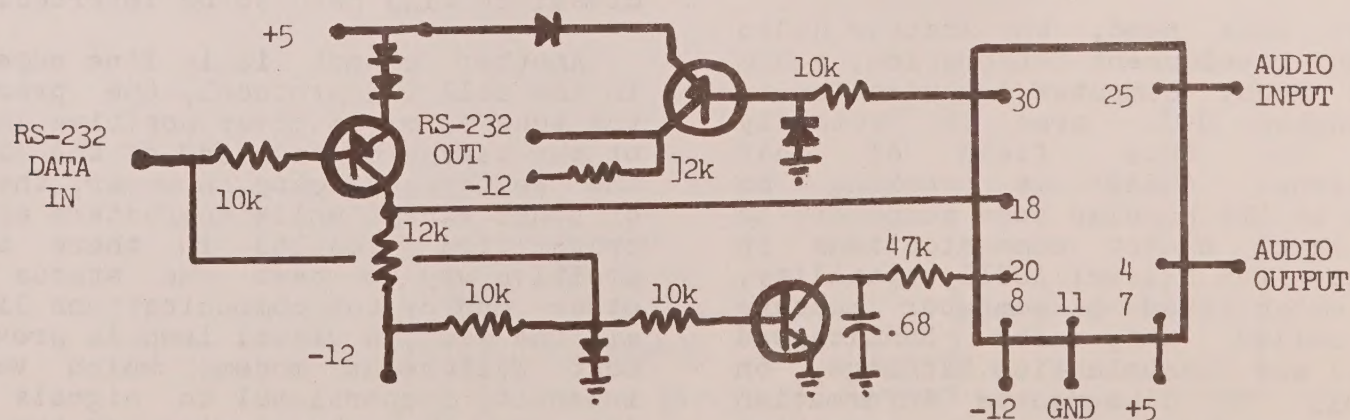 +5
10k
30
25
AUDIO
INPUT
RS-232
DATA
IN
RS-232
OUT
-12
]2k
10k
18
12k
47k
20
4
AUDIO
OUTPUT
10k
10k
8
11
7
.68
-12
-12
GND
+5